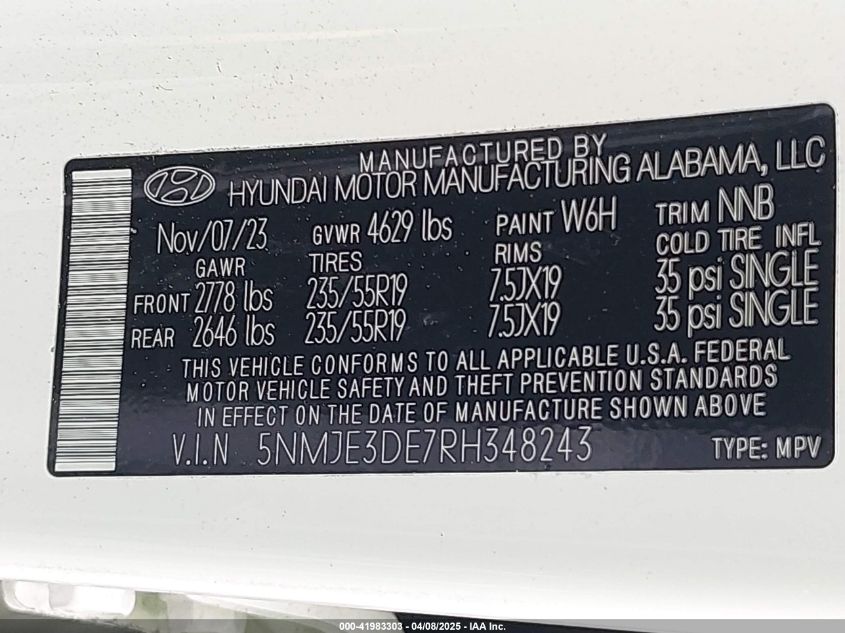 MANUFACTURED BY
HYUNDAI MOTOR MANUFACTURING ALABAMA, LLC
Nov/07/23 GVWR 4629 lbs PAINT W6H TRIM NNB
GAWR TIRES RIMS COLD TIRE INFL
FRONT 2778 lbs 235/55R19 7.5JX19 35 psi SINGLE
REAR 2646 lbs 235/55R19 7.5JX19 35 psi SINGLE
THIS VEHICLE CONFORMS TO ALL APPLICABLE U.S.A. FEDERAL
MOTOR VEHICLE SAFETY AND THEFT PREVENTION STANDARDS
IN EFFECT ON THE DATE OF MANUFACTURE SHOWN ABOVE
V.I.N 5NMJE3DE7RH348243 TYPE: MPV
000-41983303 - 04/08/2025 - IAA Inc.